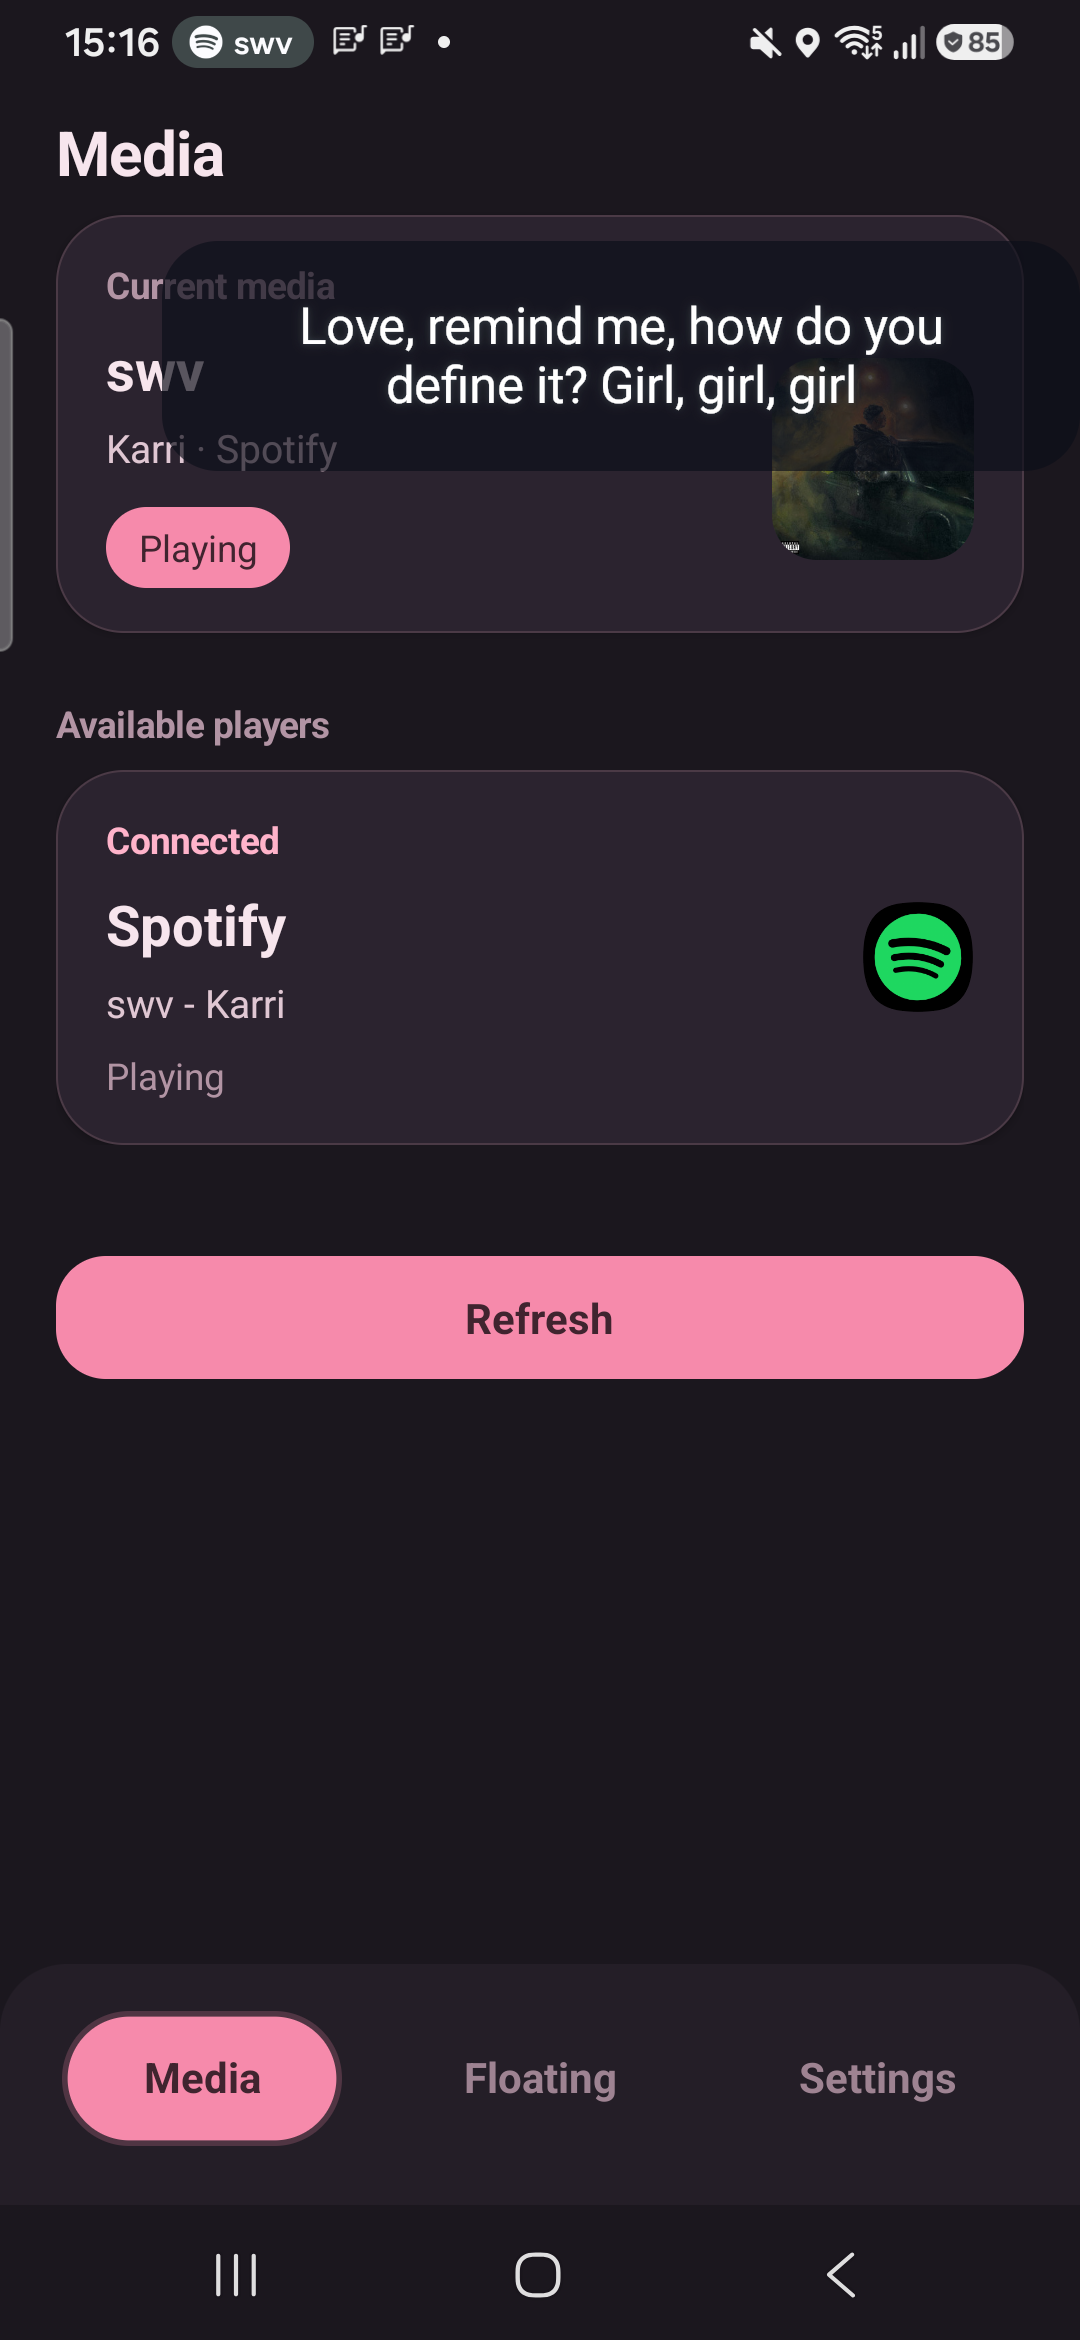 15:16 swv 5 85
Media
Current media
Love, remind me, how do you
define it? Girl, girl, girl
swv
Karri · Spotify
Playing
Available players
Connected
Spotify
swv - Karri
Playing
Refresh
Media Floating Settings